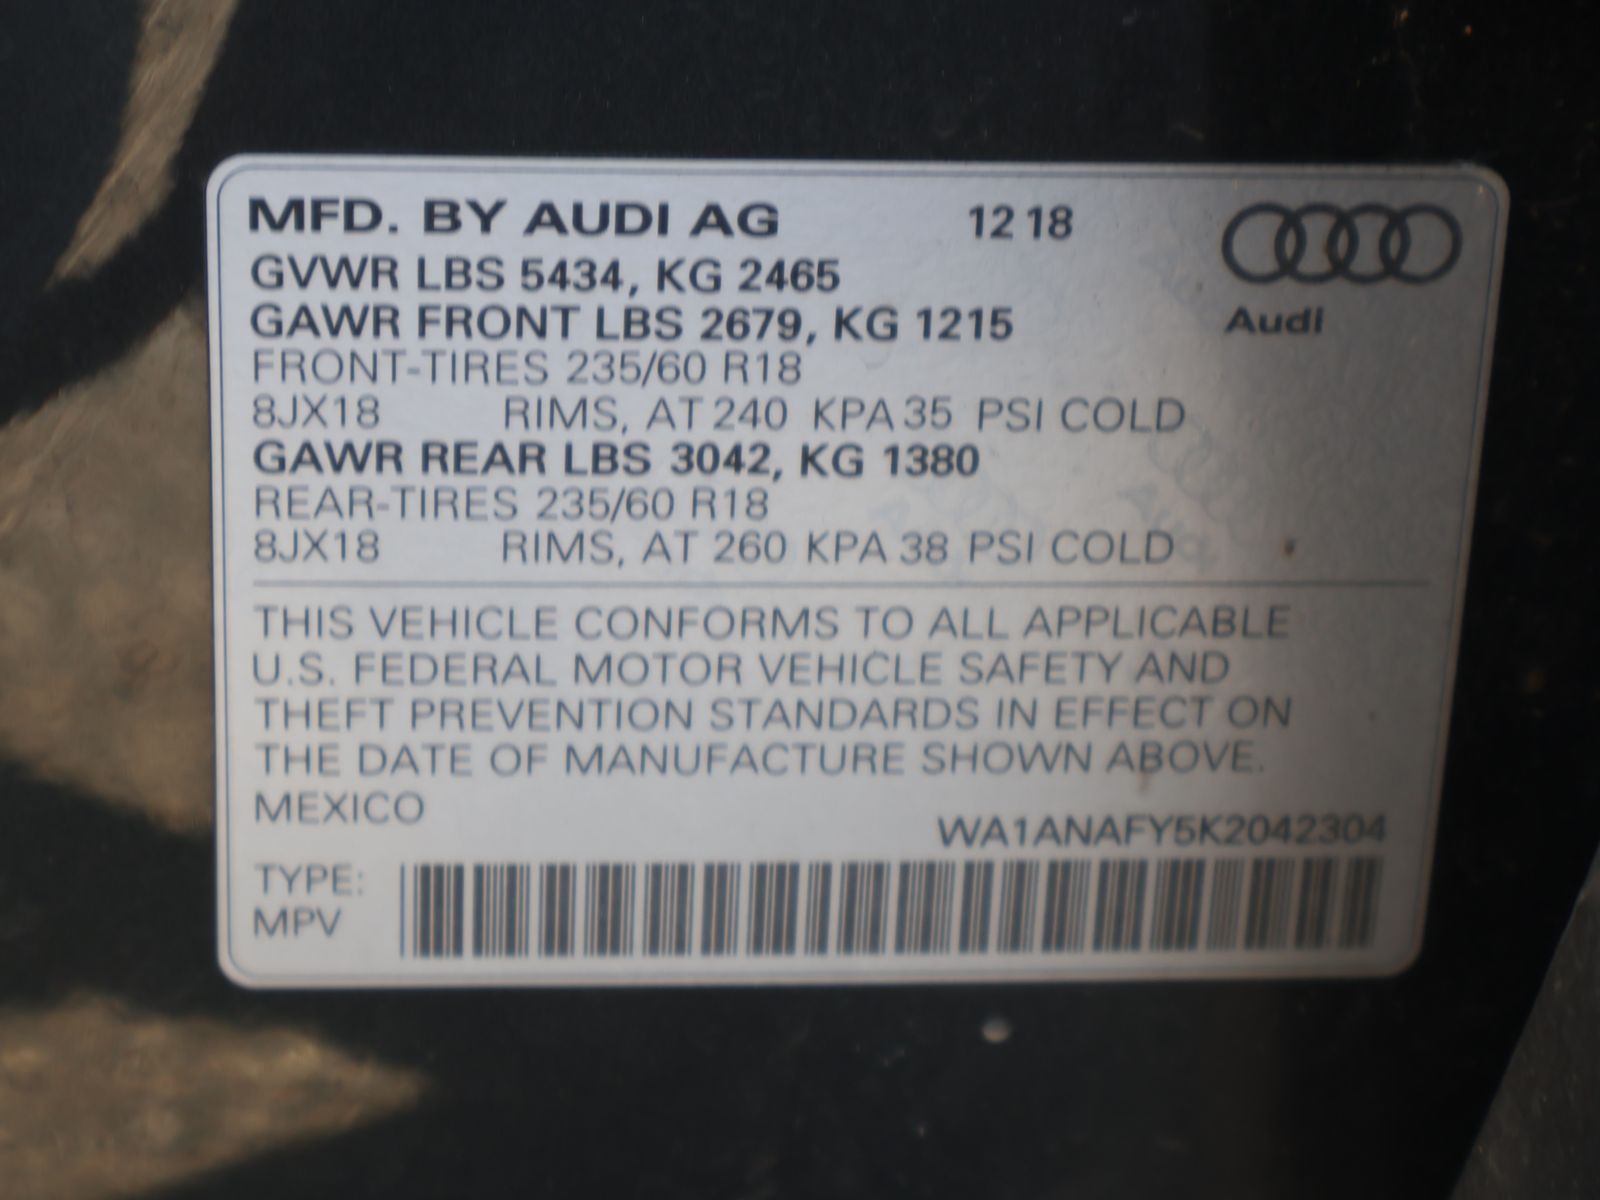 MFD. BY AUDI AG 12 18
GVWR LBS 5434, KG 2465
GAWR FRONT LBS 2679, KG 1215
Audi
FRONT-TIRES 235/60 R18
8JX18 RIMS, AT 240 KPA 35 PSI COLD
GAWR REAR LBS 3042, KG 1380
REAR-TIRES 235/60 R18
8JX18 RIMS, AT 260 KPA 38 PSI COLD
THIS VEHICLE CONFORMS TO ALL APPLICABLE
U.S. FEDERAL MOTOR VEHICLE SAFETY AND
THEFT PREVENTION STANDARDS IN EFFECT ON
THE DATE OF MANUFACTURE SHOWN ABOVE.
MEXICO
WA1ANAFY5K2042304
TYPE:
MPV